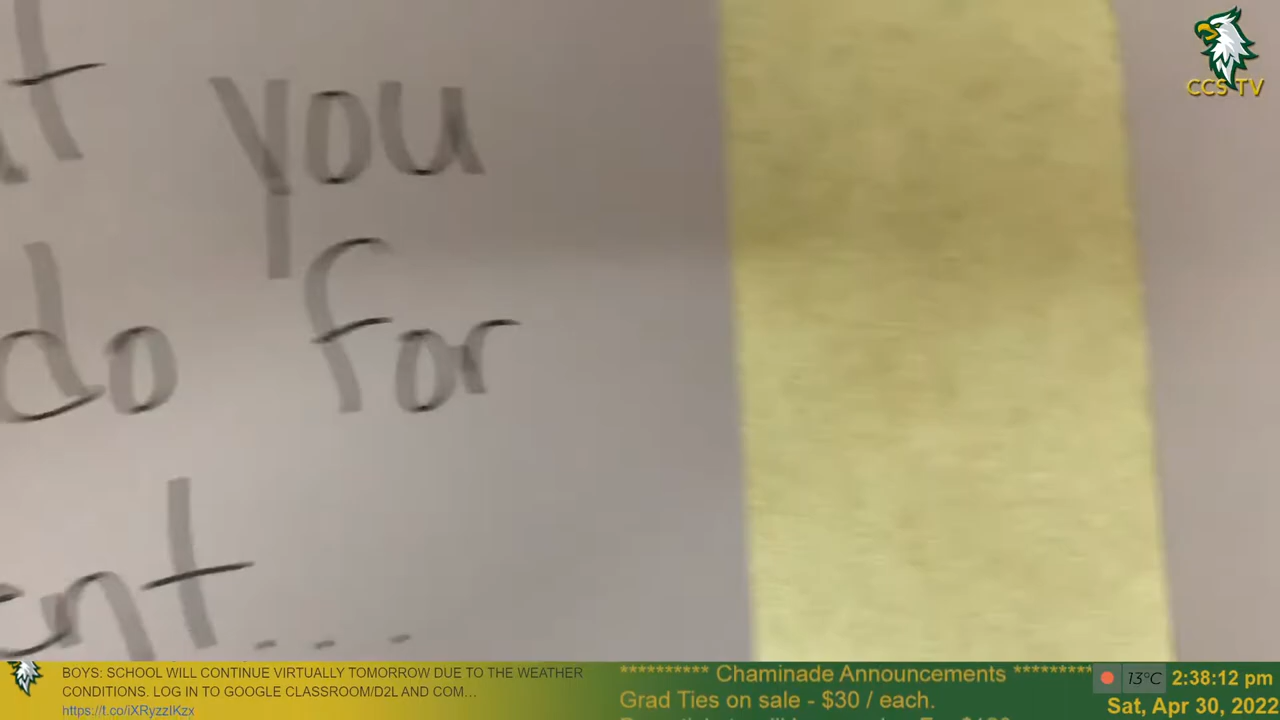 you
do for
CCS TV
BOYS: SCHOOL WILL CONTINUE VIRTUALLY TOMORROW DUE TO THE WEATHER
CONDITIONS. LOG IN TO GOOGLE CLASSROOM/D2L AND COM...
https://t.co/iXRyzzIKzx
********** Chaminade Announcements *********
Grad Ties on sale - $30 / each.
13°C 2:38:12 pm
Sat, Apr 30, 2022